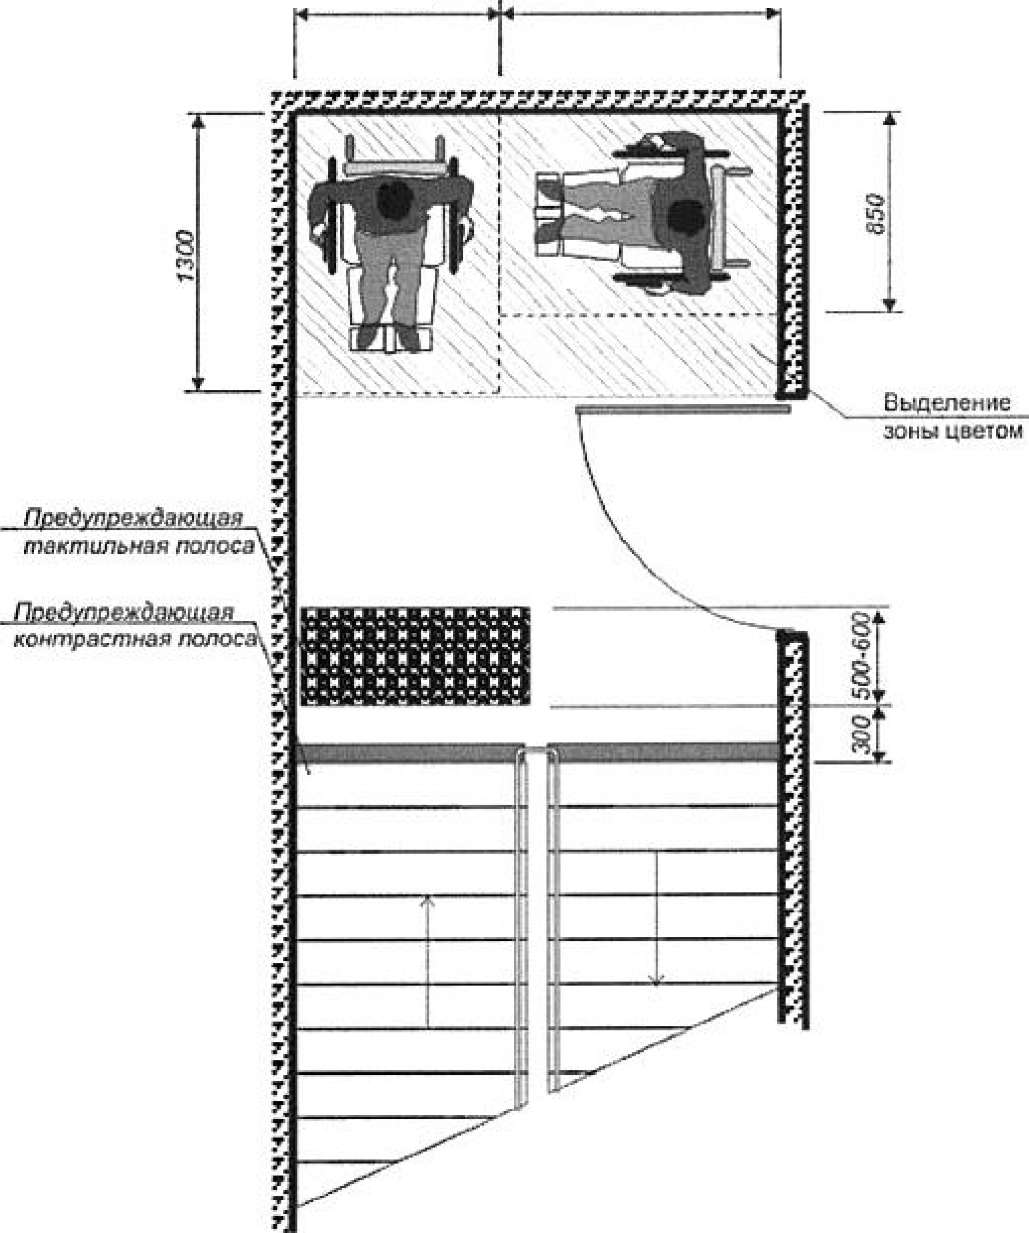 1300
850
Выделение
зоны цветом
Предупреждающая
тактильная полоса
Предупреждающая
контрастная полоса
500-600
300